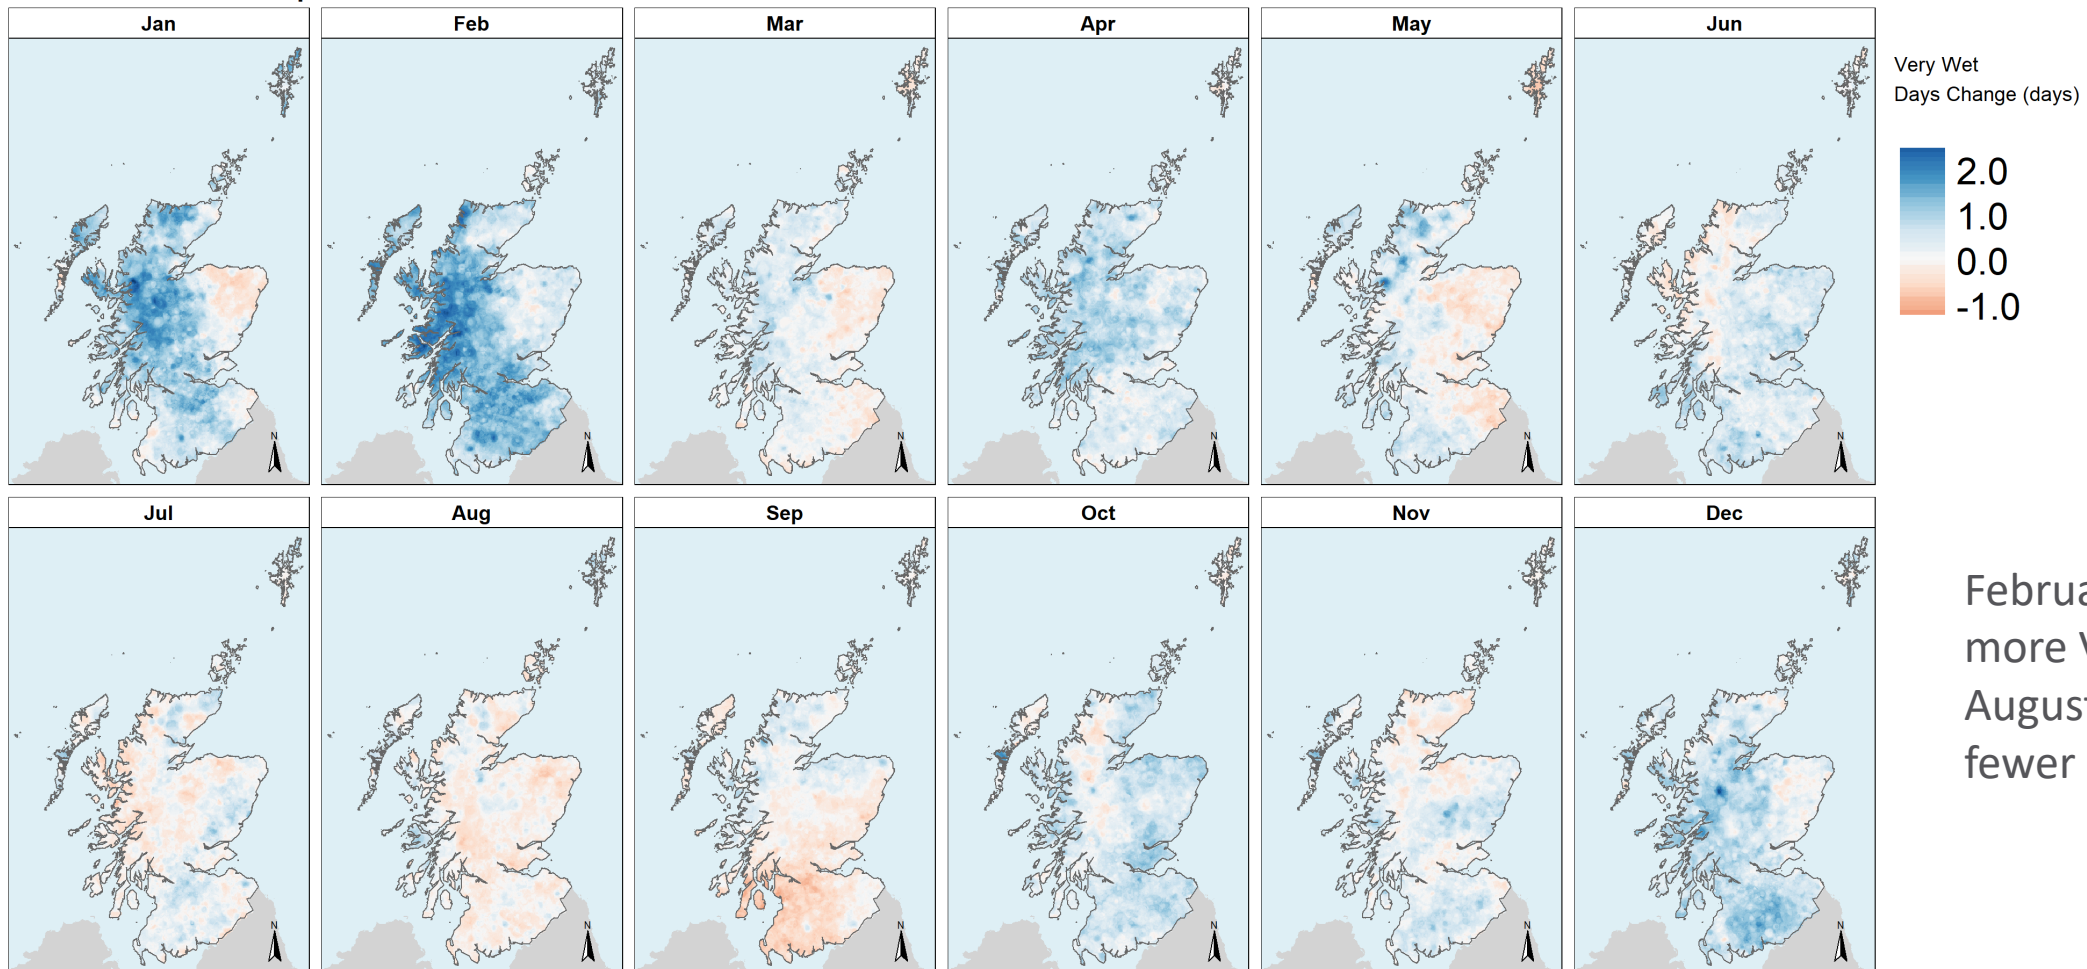 Jan Feb Mar Apr May Jun
Very Wet
Days Change (days)
2.0
1.0
0.0
-1.0
N N N N N N
Jul Aug Sep Oct Nov Dec
more
August
fewer
N N N N N N